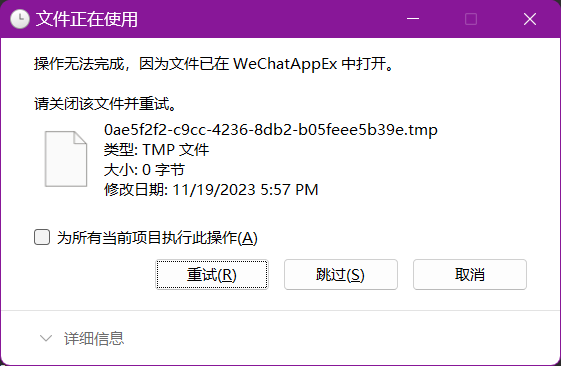 文件正在使用
操作无法完成，因为文件已在 WeChatAppEx 中打开。
请关闭该文件并重试。
0ae5f2f2-c9cc-4236-8db2-b05feee5b39e.tmp
类型: TMP 文件
大小: 0 字节
修改日期: 11/19/2023 5:57 PM
为所有当前项目执行此操作(A)
重试(R)
跳过(S)
取消
详细信息